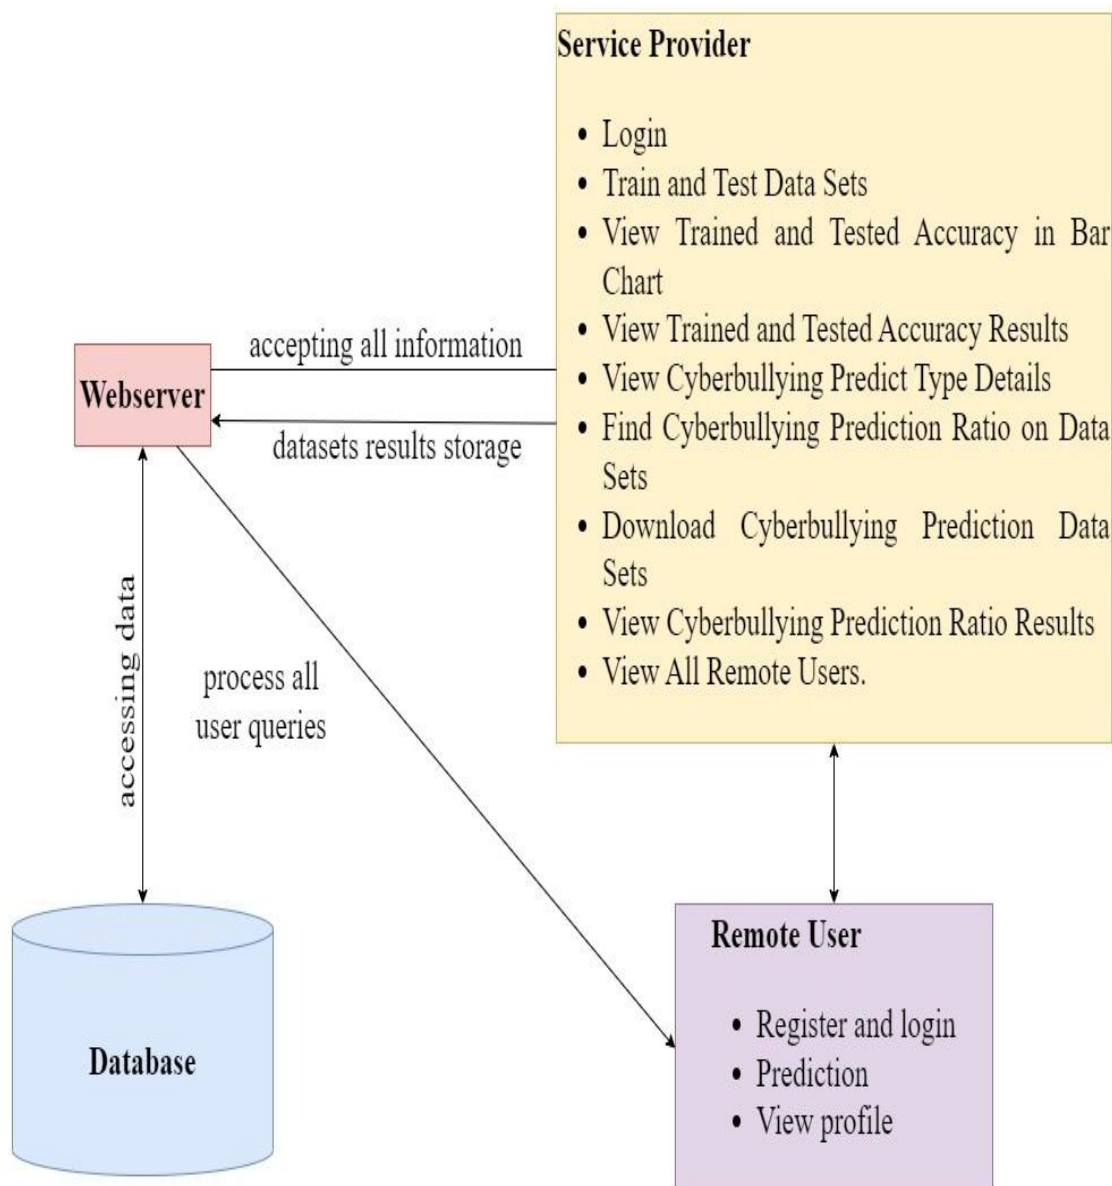 Service Provider
• Login
• Train and Test Data Sets
• View Trained and Tested Accuracy in Bar
Chart
• View Trained and Tested Accuracy Results
• View Cyberbullying Predict Type Details
• Find Cyberbullying Prediction Ratio on Data
Sets
• Download Cyberbullying Prediction Data
Sets
• View Cyberbullying Prediction Ratio Results
• View All Remote Users.
accepting all information
Webserver
datasets results storage
accessing data
process all
user queries
Database
Remote User
• Register and login
• Prediction
• View profile